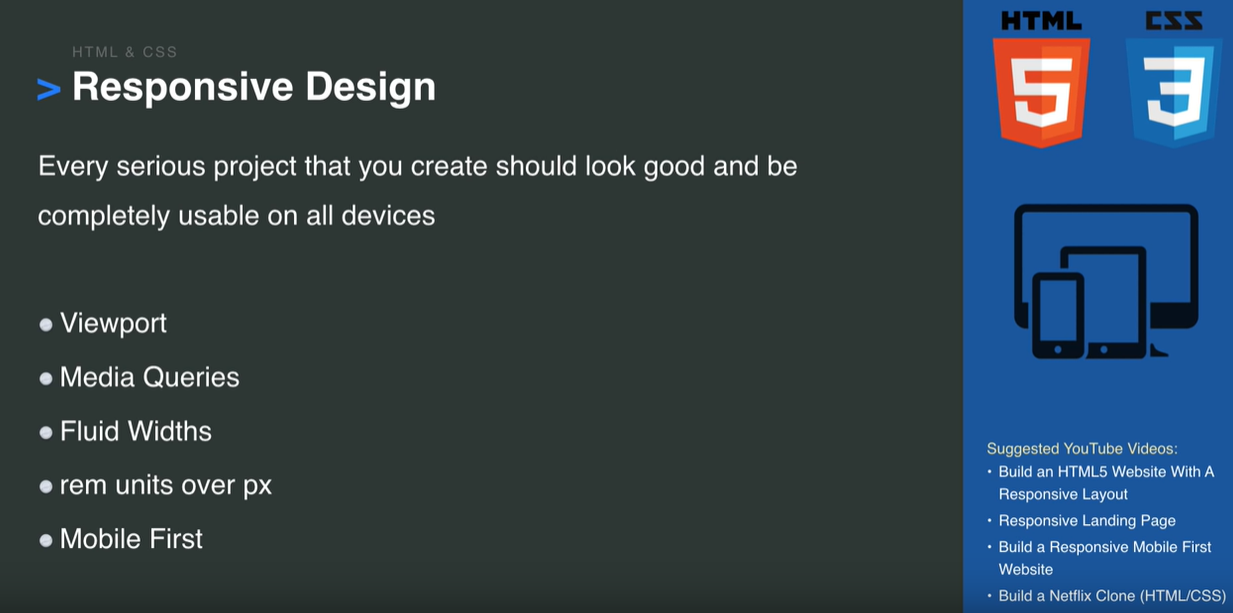 HTML & CSS
> Responsive Design
Every serious project that you create should look good and be
completely usable on all devices
Viewport
Media Queries
Fluid Widths
rem units over px
Mobile First
HTML
5
CSS
3
Suggested YouTube Videos:
• Build an HTML5 Website With A
Responsive Layout
• Responsive Landing Page
• Build a Responsive Mobile First
Website
• Build a Netflix Clone (HTML/CSS)